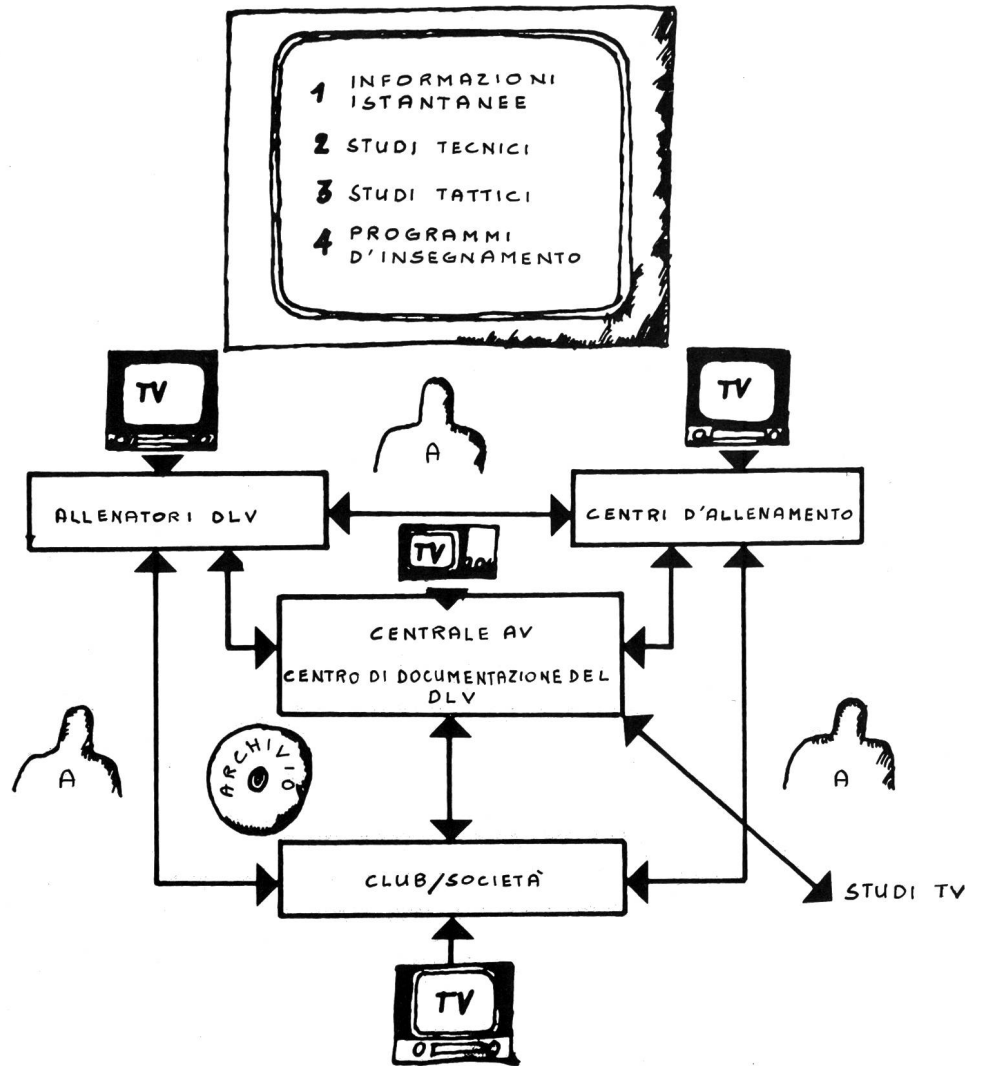 1 INFORMAZIONI
ISTANTANEE
2 STUDI TECNICI
3 STUDI TATTICI
4 PROGRAMMI
D'INSEGNAMENTO
TV
TV
A
ALLENATORI DLV
CENTRI D'ALLENAMENTO
TV
CENTRALE AV
CENTRO DI DOCUMENTAZIONE DEL
DLV
A
ARCHIVIO
A
CLUB/SOCIETÀ
STUDI TV
TV